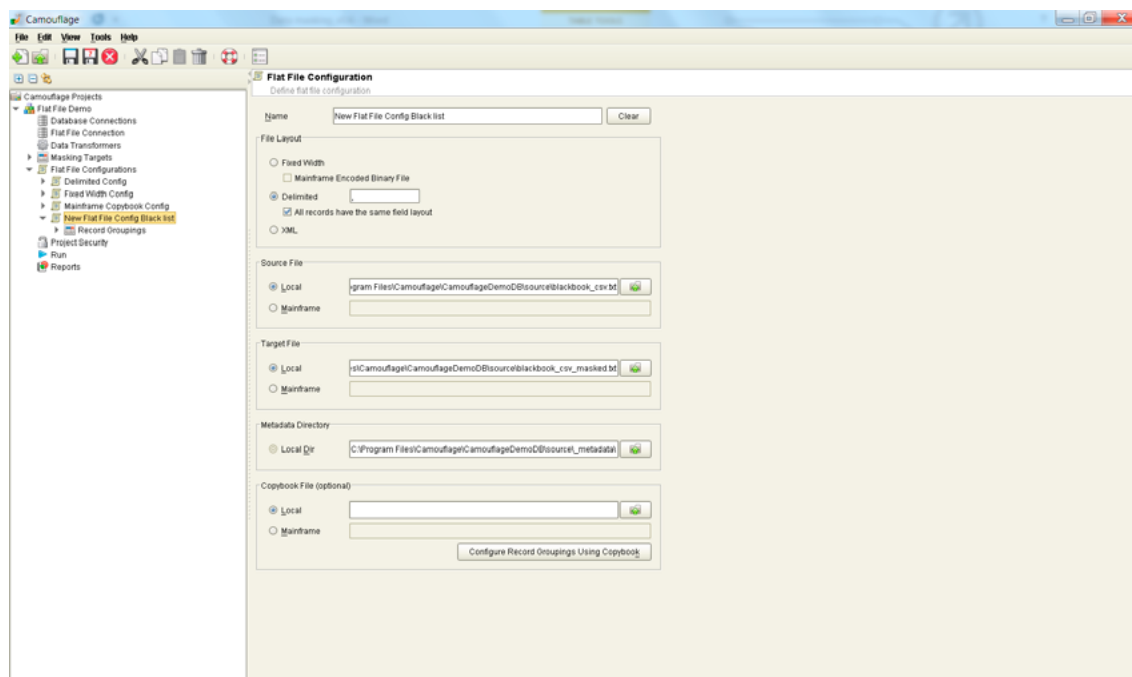 Camouflage
File Edit View Tools Help
Camouflage Projects
Flat File Demo
Database Connections
Flat File Connection
Data Transformers
Masking Targets
Flat File Configurations
Delimited Config
Fixed Width Config
Mainframe Copybook Config
New Flat File Config Black list
Record Groupings
Project Security
Run
Reports
Flat File Configuration
Define flat file configuration
Name New Flat File Config Black list Clear
File Layout
Fixed Width
Mainframe Encoded Binary File
Delimited ,
All records have the same field layout
XML
Source File
Local ogram Files\Camouflage\CamouflageDemoDB\source\blackbook_csv.txt
Mainframe
Target File
Local es\Camouflage\CamouflageDemoDB\source\blackbook_csv_masked.txt
Mainframe
Metadata Directory
Local Dir C:\Program Files\Camouflage\CamouflageDemoDB\source\_metadata\
Copybook File (optional)
Local
Mainframe
Configure Record Groupings Using Copybook